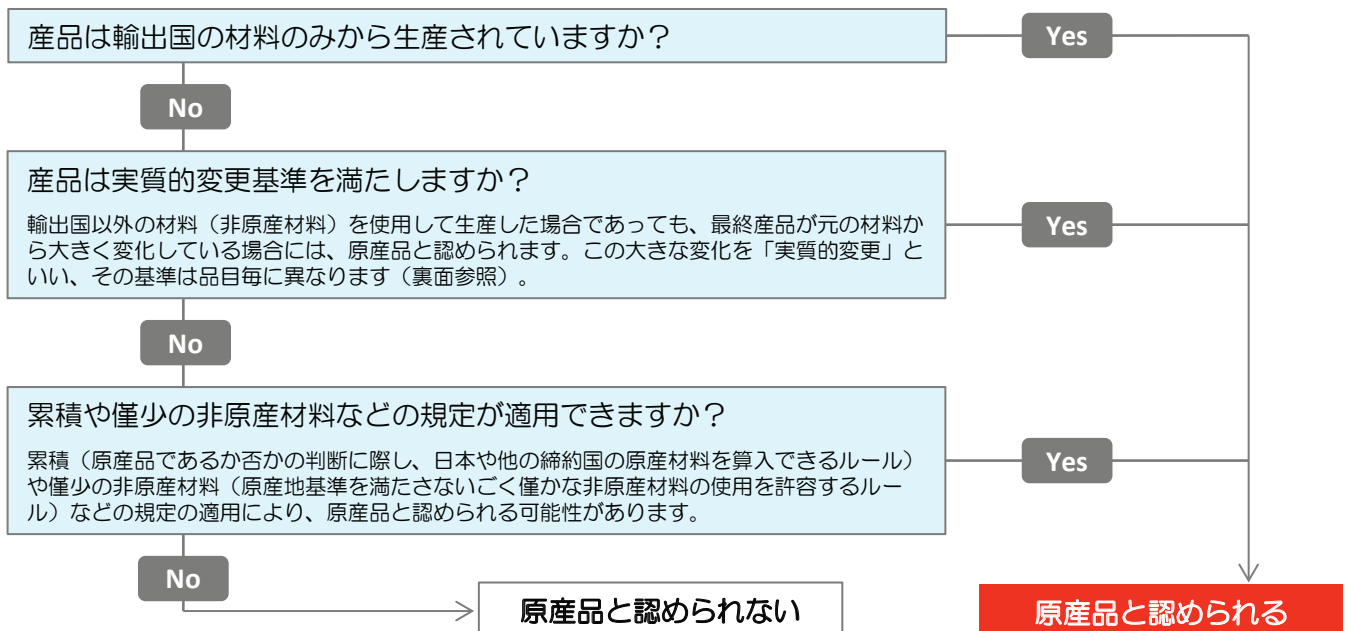 産品は輸出国の材料のみから生産されていますか？
Yes
No
産品は実質的変更基準を満たしますか？
輸出国以外の材料（非原産材料）を使用して生産した場合であっても、最終産品が元の材料か
ら大きく変化している場合には、原産品と認められます。この大きな変化を「実質的変更」と
いい、その基準は品目毎に異なります（裏面参照）。
Yes
No
累積や僅少の非原産材料などの規定が適用できますか？
累積（原産品であるか否かの判断に際し、日本や他の締約国の原産材料を算入できるルール）
や僅少の非原産材料（原産地基準を満たさないごく僅かな非原産材料の使用を許容するルー
ル）などの規定の適用により、原産品と認められる可能性があります。
Yes
No
原産品と認められない
原産品と認められる